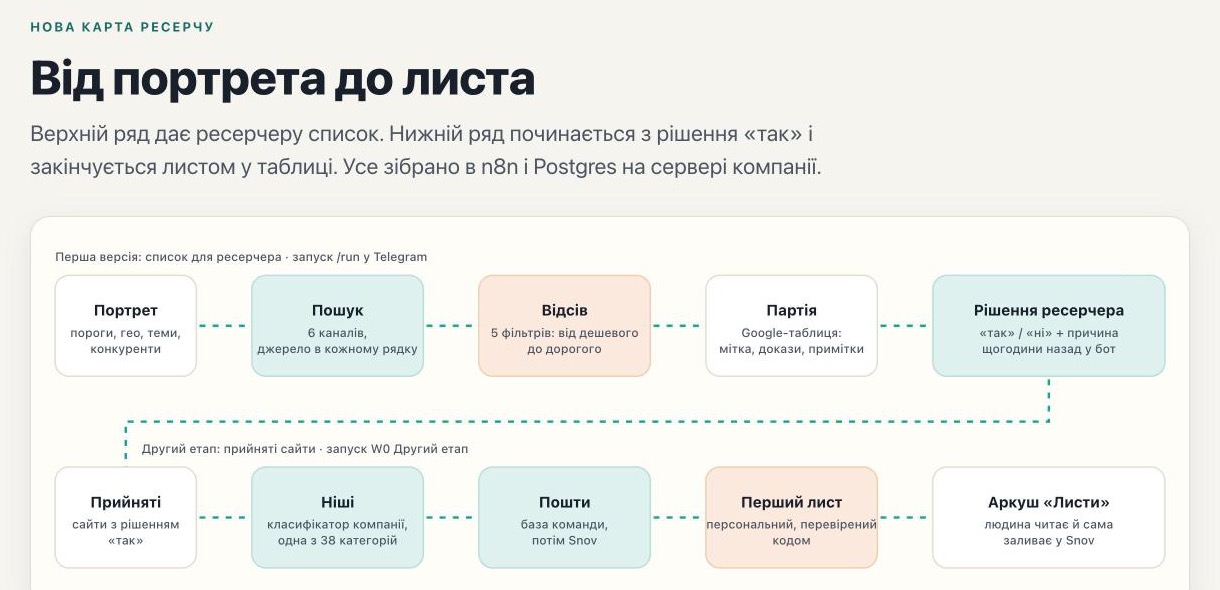 НОВА КАРТА РЕСЕРЧУ
Від портрета до листа
Верхній ряд дає ресерчеру список. Нижній ряд починається з рішення «так» і
закінчується листом у таблиці. Усе зібрано в n8n і Postgres на сервері компанії.
Перша версія: список для ресерчера · запуск /run у Telegram
Портрет
пороги, гео, теми,
конкуренти
Пошук
6 каналів,
джерело в кожному рядку
Відсів
5 фільтрів: від дешевого
до дорогого
Партія
Google-таблиця:
мітка, докази, примітки
Рішення ресерчера
«так» / «ні» + причина
щогодини назад у бот
Другий етап: прийняті сайти · запуск W0 Другий етап
Прийняті
сайти з рішенням
«так»
Ніші
класифікатор компанії,
одна з 38 категорій
Пошти
база команди,
потім Snov
Перший лист
персональний, перевірений
кодом
Аркуш «Листи»
людина читає й сама
заливає у Snov